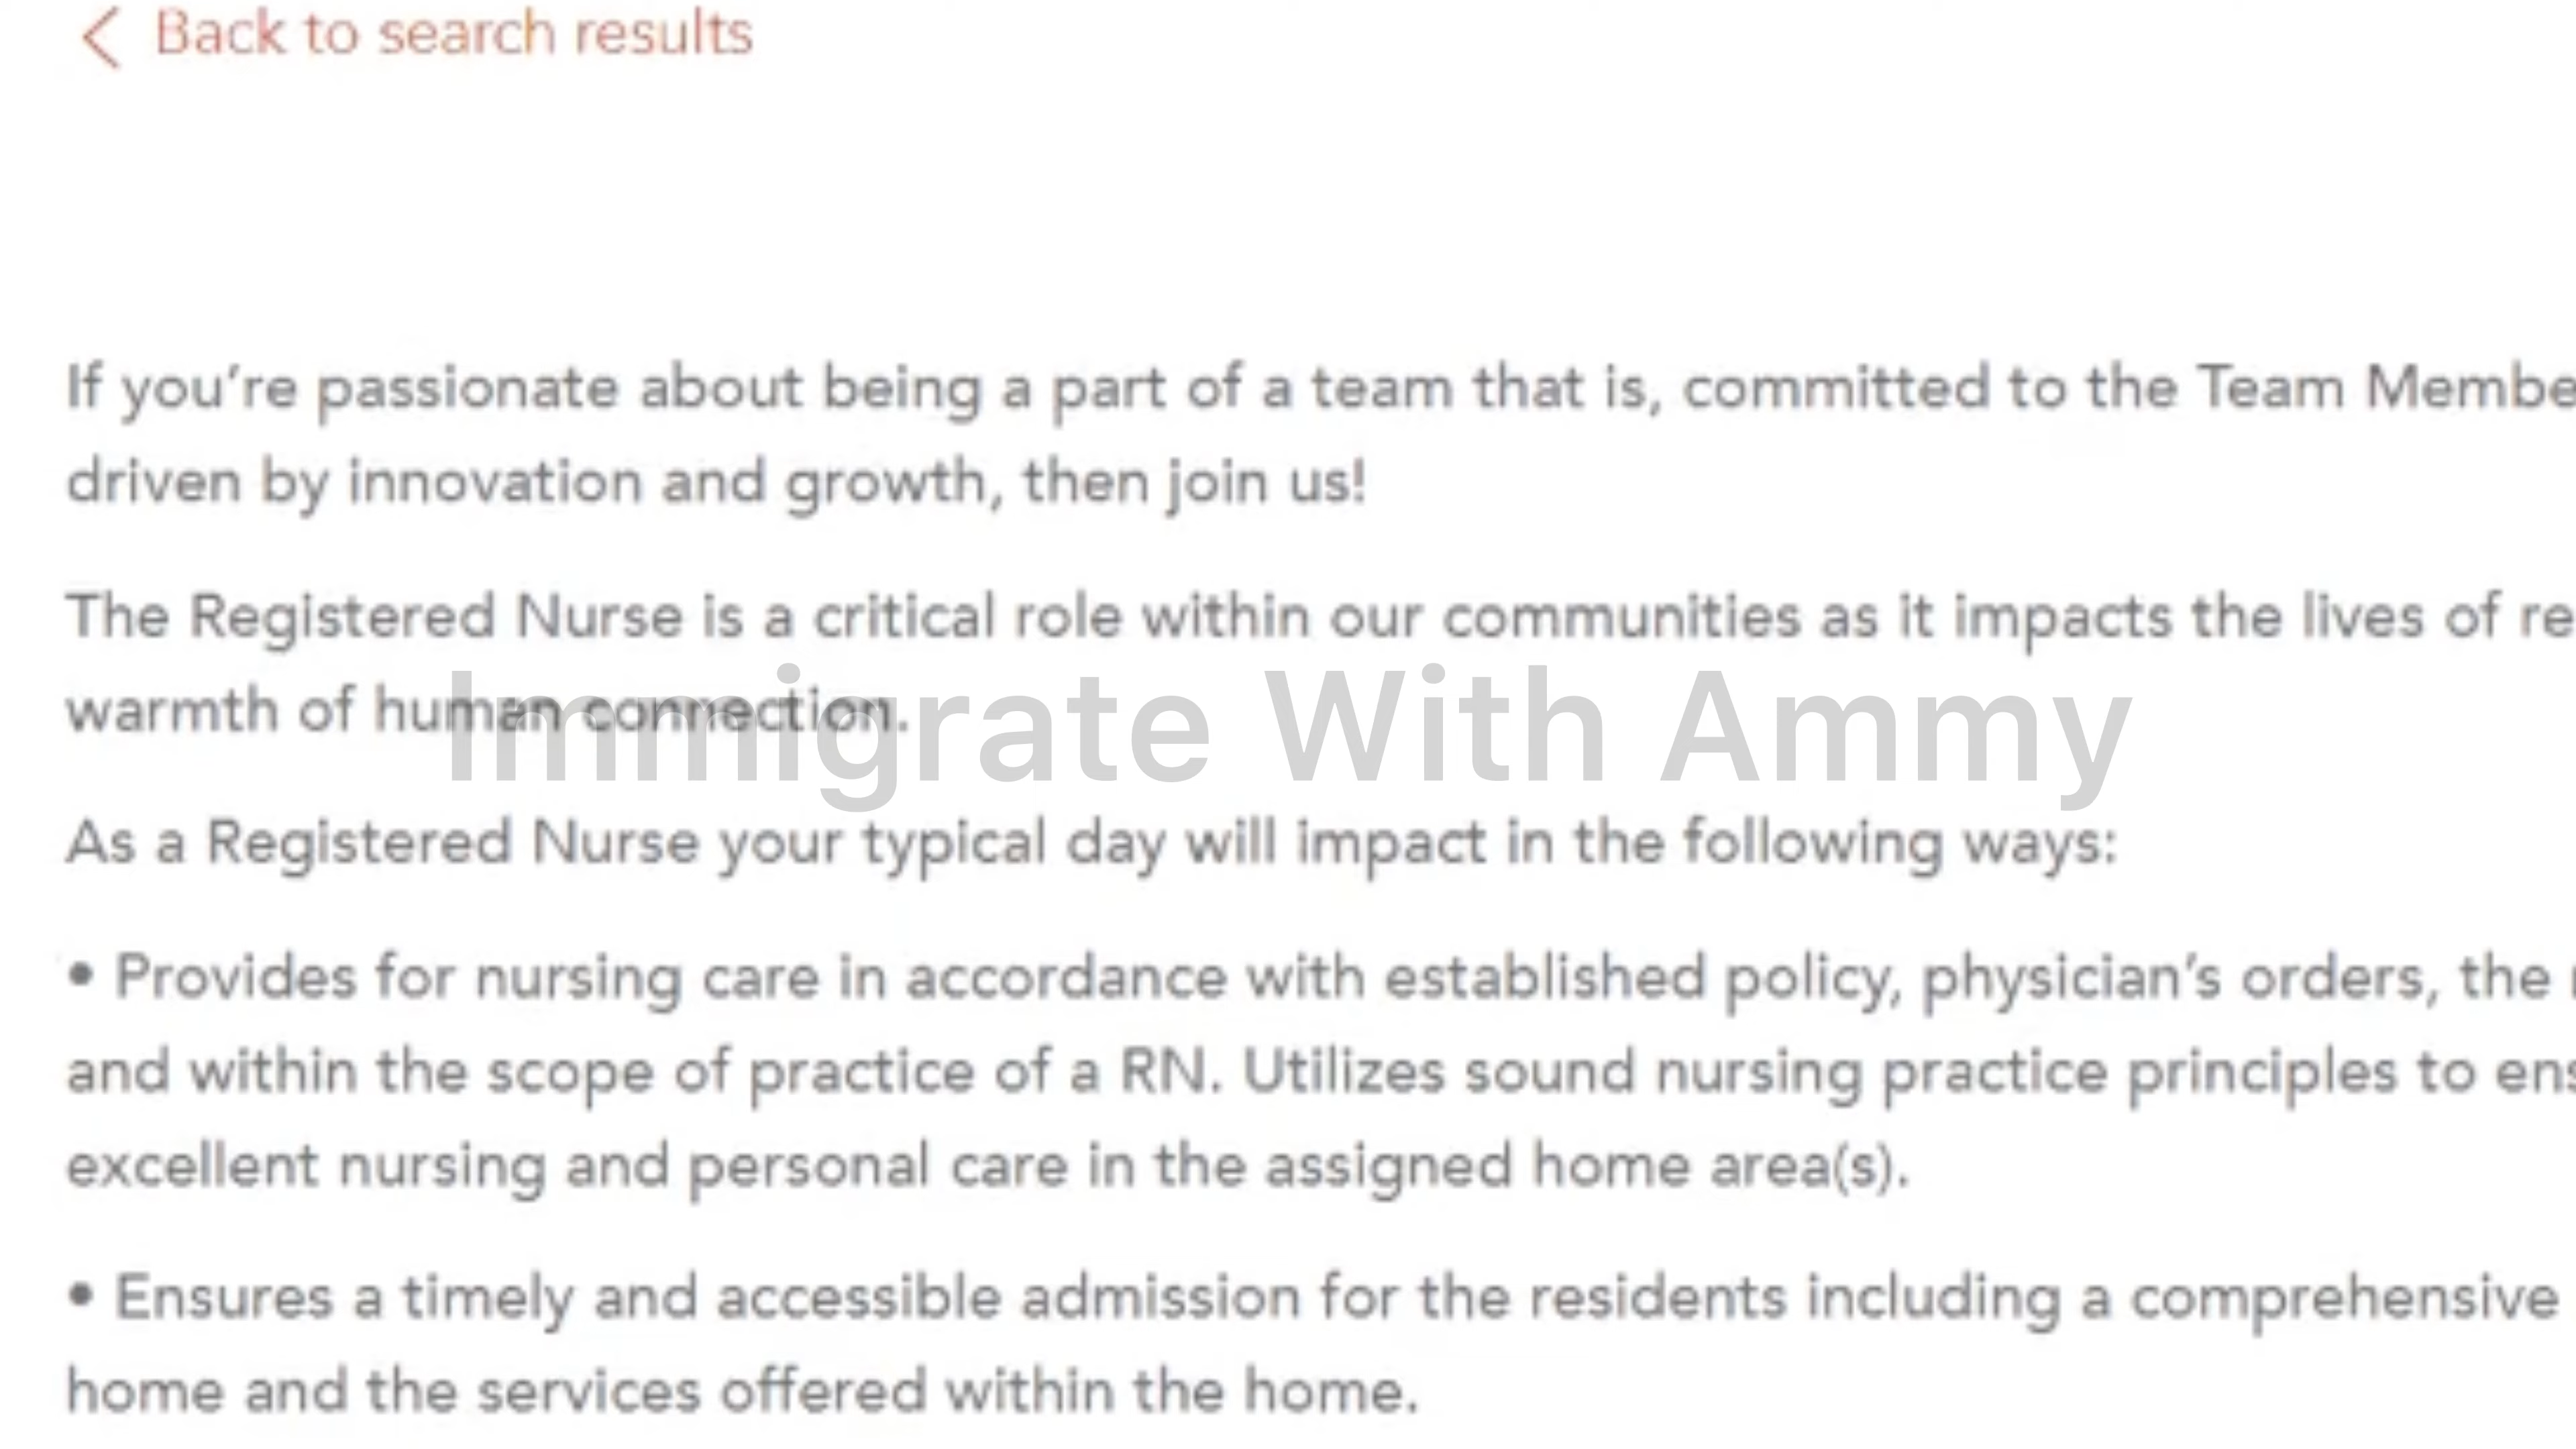 Back to search results
If you’re passionate about being a part of a team that is, committed to the Team Membe
driven by innovation and growth, then join us!
The Registered Nurse is a critical role within our communities as it impacts the lives of re
warmth of human connection.
Immigrate With Ammy
As a Registered Nurse your typical day will impact in the following ways:
• Provides for nursing care in accordance with established policy, physician’s orders, the
and within the scope of practice of a RN. Utilizes sound nursing practice principles to ens
excellent nursing and personal care in the assigned home area(s).
• Ensures a timely and accessible admission for the residents including a comprehensive
home and the services offered within the home.